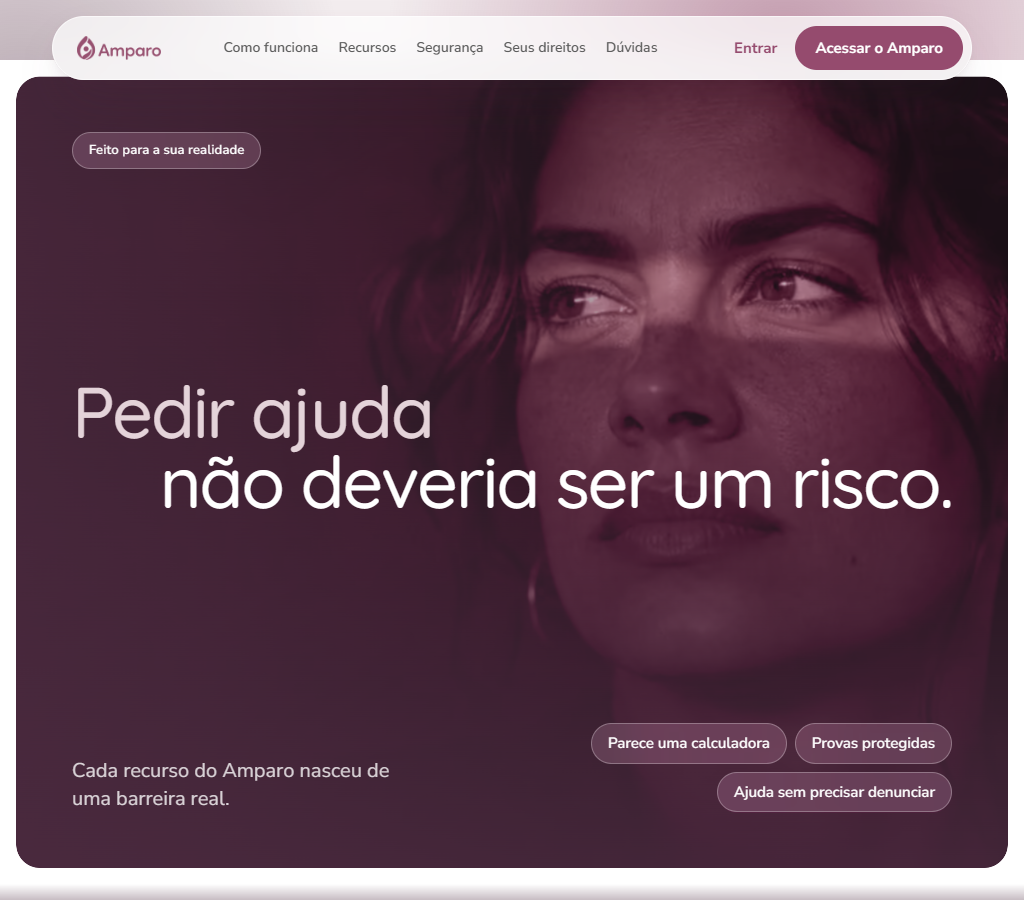 Amparo
Como funciona
Recursos
Segurança
Seus direitos
Dúvidas
Entrar
Acessar o Amparo
Feito para a sua realidade
Pedir ajuda
não deveria ser um risco.
Cada recurso do Amparo nasceu de
uma barreira real.
Parece uma calculadora
Provas protegidas
Ajuda sem precisar denunciar